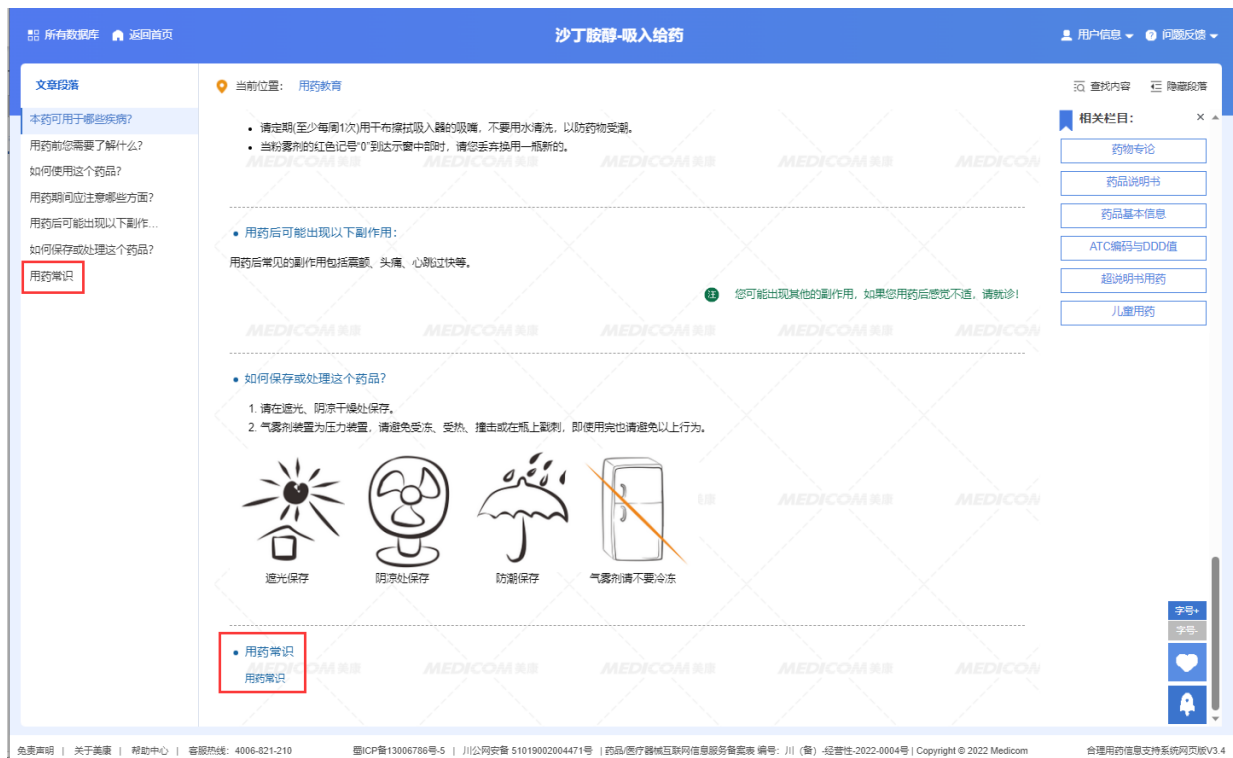 所有数据库 返回首页 沙丁胺醇-吸入给药 用户信息 问题反馈
文章段落
本药可用于哪些疾病?
用药前您需要了解什么?
如何使用这个药品?
用药期间应注意哪些方面?
用药后可能出现以下副作...
如何保存或处理这个药品?
用药常识
当前位置: 用药教育 查找内容 隐藏段落
• 请定期(至少每周1次)用干布擦拭吸入器的吸嘴,不要用水清洗,以防药物受潮。
• 当粉雾剂的红色记号"0"到达示窗中部时,请您丢弃换用一瓶新的。
• 用药后可能出现以下副作用:
用药后常见的副作用包括震颤、头痛、心跳过快等。
注 您可能出现其他的副作用,如果您用药后感觉不适,请就诊!
• 如何保存或处理这个药品?
1. 请在遮光、阴凉干燥处保存。
2. 气雾剂装置为压力装置,请避免受冻、受热、撞击或在瓶上戳刺,即使用完也请避免以上行为。
遮光保存 阴凉处保存 防潮保存 气雾剂请不要冷冻
• 用药常识
用药常识
相关栏目: ×
药物专论
药品说明书
药品基本信息
ATC编码与DDD值
超说明书用药
儿童用药
字号+
字号-
MEDICOM美康
免责声明 | 关于美康 | 帮助中心 | 客服热线: 4006-821-210 蜀ICP备13006786号-5 | 川公网安备 51019002004471号 | 药品/医疗器械互联网信息服务备案表 编号: 川(备)-经营性-2022-0004号 | Copyright © 2022 Medicom 合理用药信息支持系统网页版V3.4